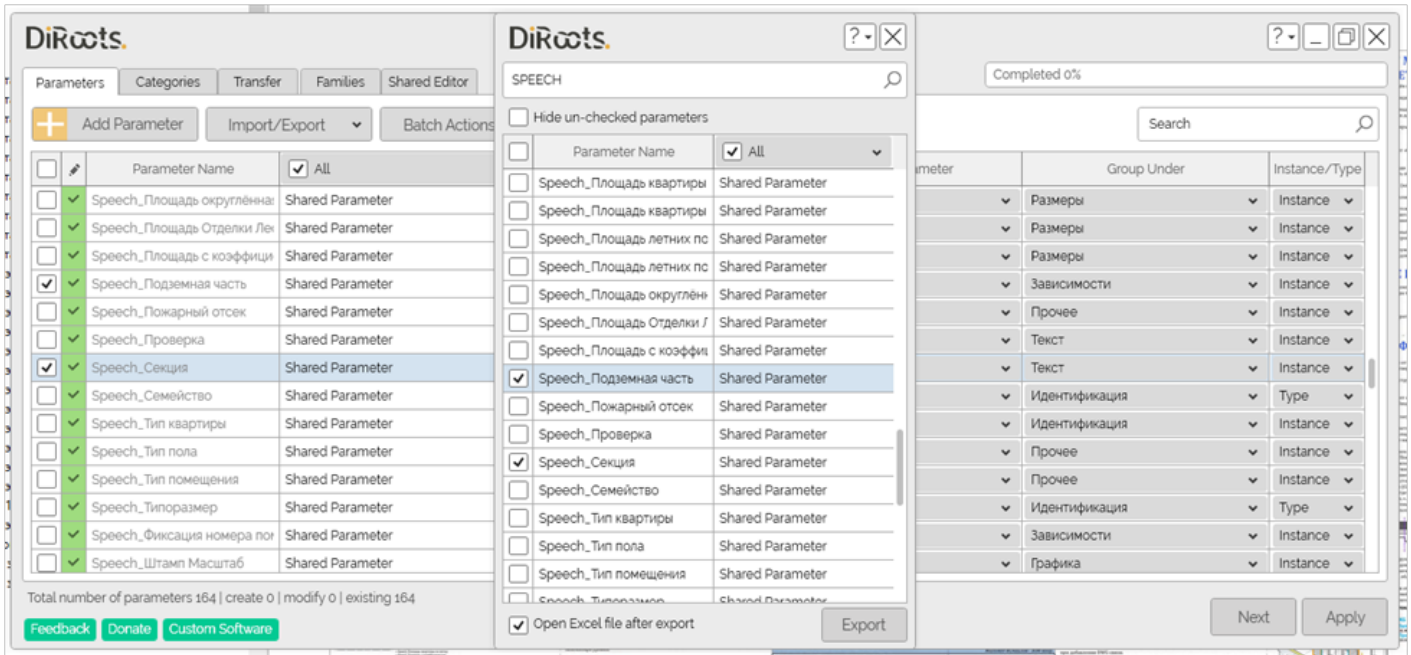 DiRoots.
Parameters Categories Transfer Families Shared Editor
Add Parameter Import/Export Batch Actions
Parameter Name All
Speech_Площадь округлённа Shared Parameter
Speech_Площадь Отделки Ле Shared Parameter
Speech_Площадь с коэффици Shared Parameter
Speech_Подземная часть Shared Parameter
Speech_Пожарный отсек Shared Parameter
Speech_Проверка Shared Parameter
Speech_Секция Shared Parameter
Speech_Семейство Shared Parameter
Speech_Тип квартиры Shared Parameter
Speech_Тип пола Shared Parameter
Speech_Тип помещения Shared Parameter
Speech_Типоразмер Shared Parameter
Speech_Фиксация номера пом Shared Parameter
Speech_Штамп Масштаб Shared Parameter
Total number of parameters 164 | create 0 | modify 0 | existing 164
Feedback Donate Custom Software
DiRoots. ?
SPEECH
Hide un-checked parameters
Parameter Name All
Speech_Площадь квартиры Shared Parameter
Speech_Площадь квартиры Shared Parameter
Speech_Площадь летних по Shared Parameter
Speech_Площадь летних по Shared Parameter
Speech_Площадь округлённ Shared Parameter
Speech_Площадь Отделки Л Shared Parameter
Speech_Площадь с коэффиц Shared Parameter
Speech_Подземная часть Shared Parameter
Speech_Пожарный отсек Shared Parameter
Speech_Проверка Shared Parameter
Speech_Секция Shared Parameter
Speech_Семейство Shared Parameter
Speech_Тип квартиры Shared Parameter
Speech_Тип пола Shared Parameter
Speech_Тип помещения Shared Parameter
Speech_Типоразмер Shared Parameter
Open Excel file after export Export
?
Completed 0%
Search
meter Group Under Instance/Type
Размеры Instance
Размеры Instance
Размеры Instance
Зависимости Instance
Прочее Instance
Текст Instance
Текст Instance
Идентификация Type
Идентификация Instance
Прочее Instance
Прочее Instance
Идентификация Type
Зависимости Instance
Графика Instance
Next Apply